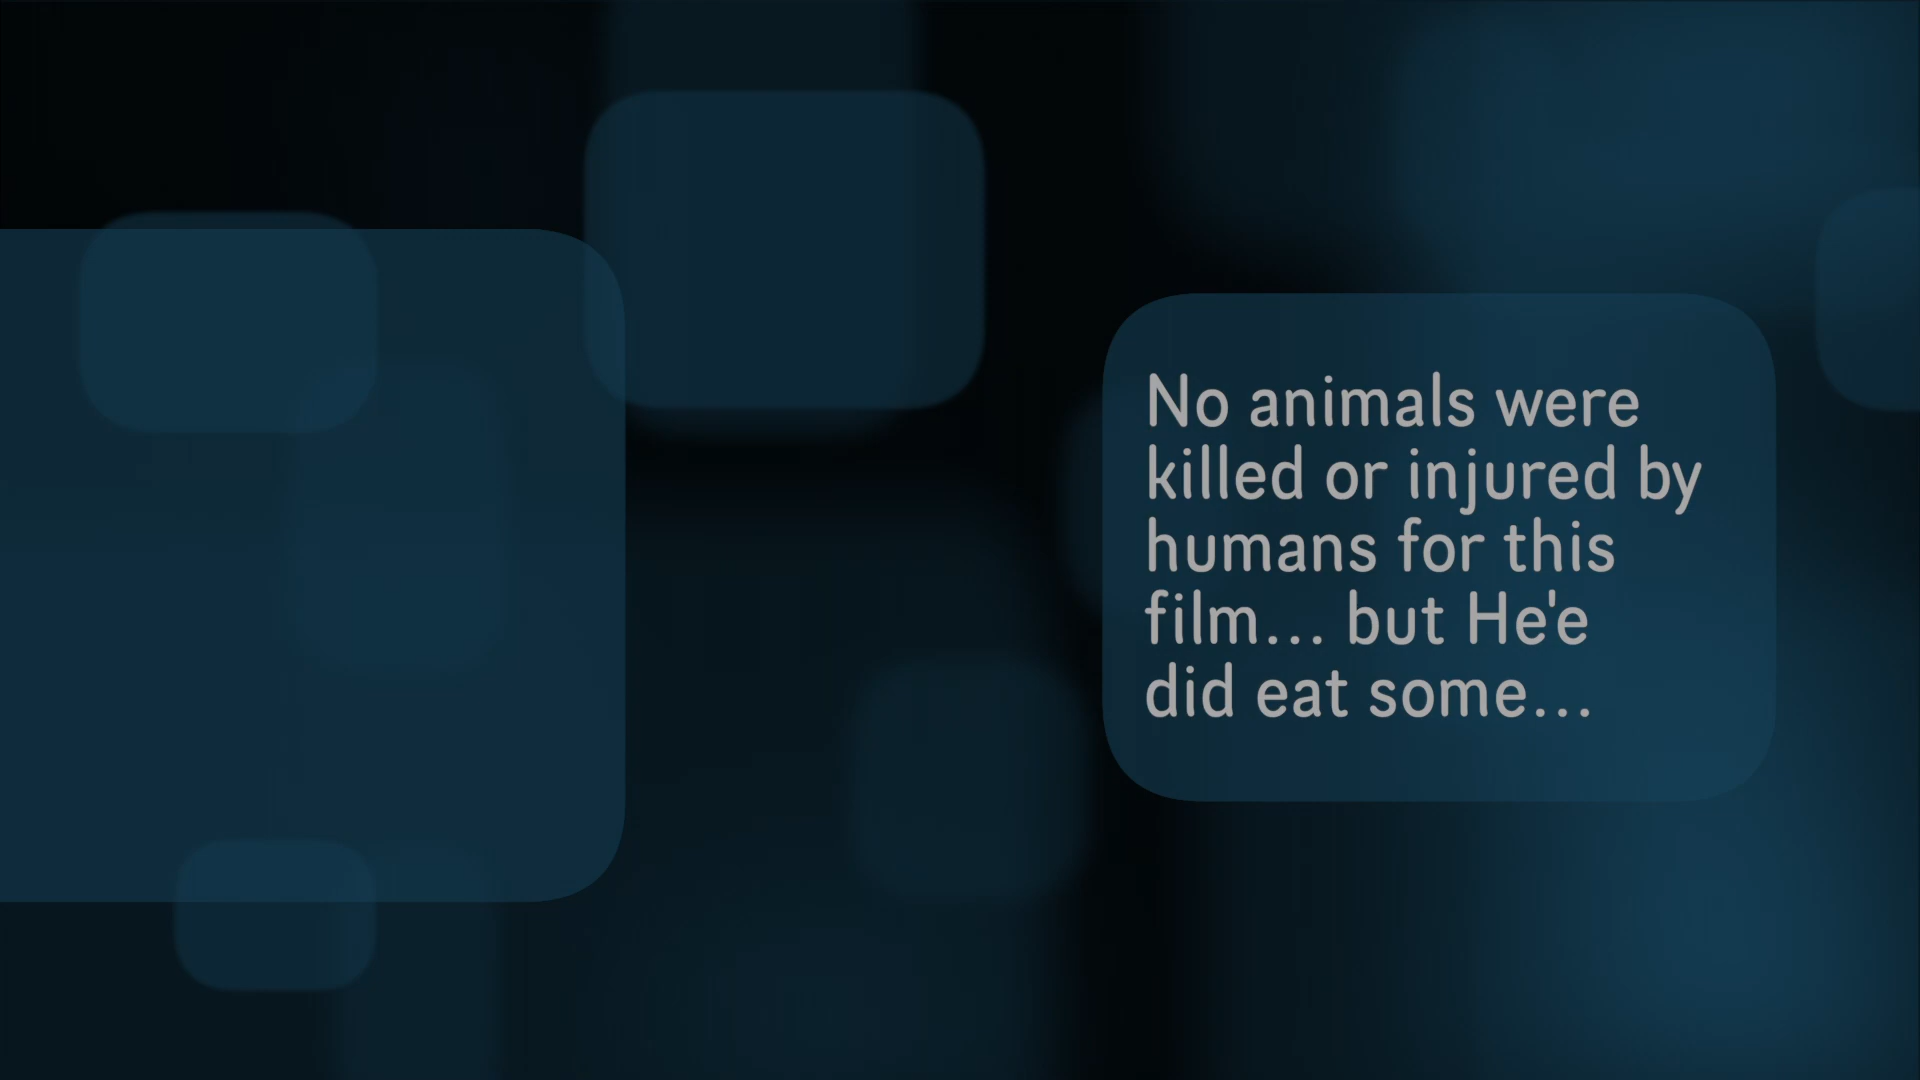 No animals were
killed or injured by
humans for this
film... but He'e
did eat some...